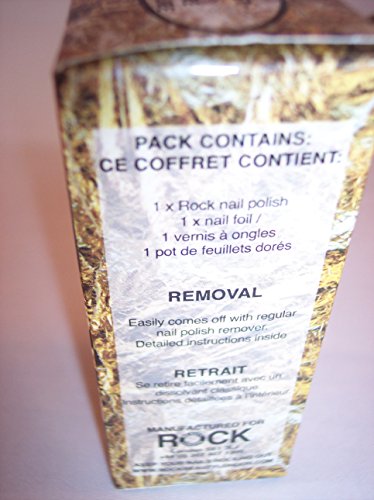 PACK CONTAINS:
CE COFFRET CONTIENT:
1 x Rock nail polish
1 x nail foil /
1 vernis à ongles
1 pot de feuillets dorés
REMOVAL
Easily comes off with regular
nail polish remover.
Detailed instructions inside
RETRAIT
Se retire facilement avec un
dissolvant classique
Instructions détaillées à l'intérieur
MANUFACTURED FOR
ROCK